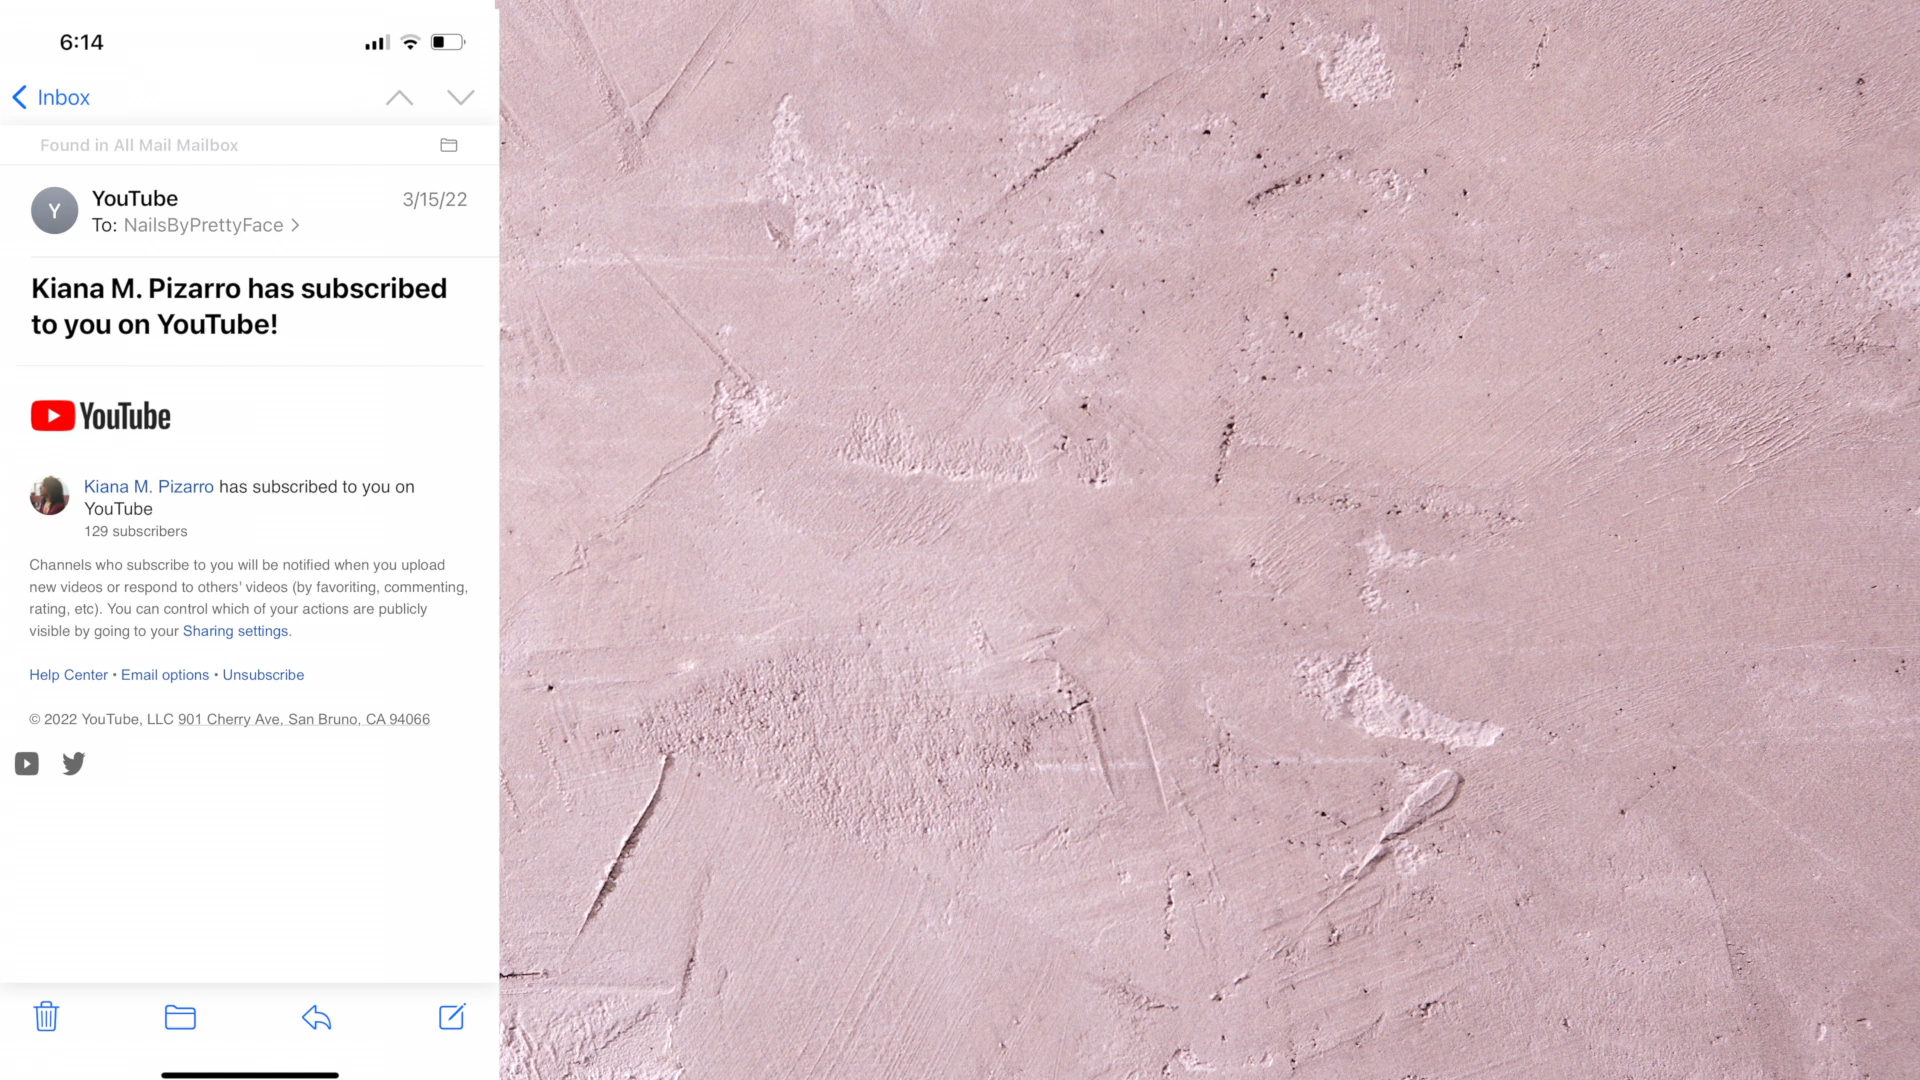 6:14
Inbox
Found in All Mail Mailbox
Y
YouTube
3/15/22
To: NailsByPrettyFace
Kiana M. Pizarro has subscribed
to you on YouTube!
YouTube
Kiana M. Pizarro has subscribed to you on
YouTube
129 subscribers
Channels who subscribe to you will be notified when you upload
new videos or respond to others' videos (by favoriting, commenting,
rating, etc). You can control which of your actions are publicly
visible by going to your Sharing settings.
Help Center • Email options • Unsubscribe
© 2022 YouTube, LLC 901 Cherry Ave, San Bruno, CA 94066